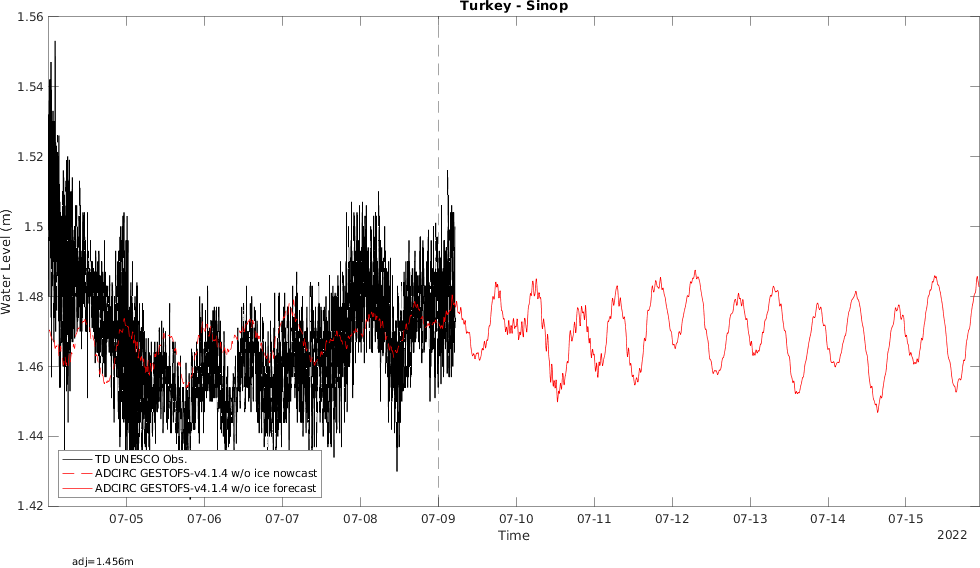 Turkey - Sinop
1.56
1.54
1.52
1.5
1.48
1.46
1.44
1.42
Water Level (m)
TD UNESCO Obs.
ADCIRC GESTOFS-v4.1.4 w/o ice nowcast
ADCIRC GESTOFS-v4.1.4 w/o ice forecast
07-05 07-06 07-07 07-08 07-09 07-10 07-11 07-12 07-13 07-14 07-15
Time
2022
adj=1.456m